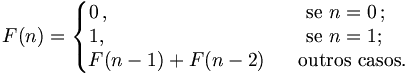 F(n) = { 0 , se n = 0 ;
1, se n = 1;
F(n − 1) + F(n − 2) outros casos.